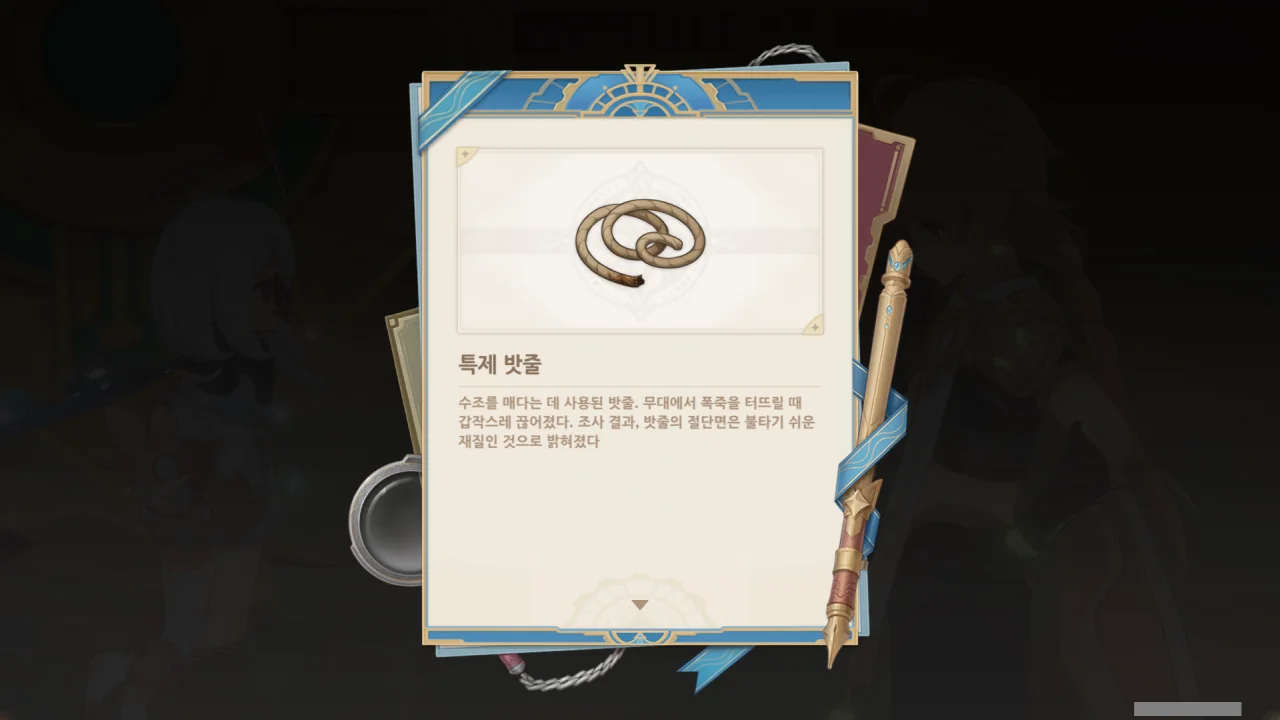 특제 밧줄
수조를 매다는 데 사용된 밧줄. 무대에서 폭죽을 터뜨릴 때
갑작스레 끊어졌다. 조사 결과, 밧줄의 절단면은 불타기 쉬운
재질인 것으로 밝혀졌다